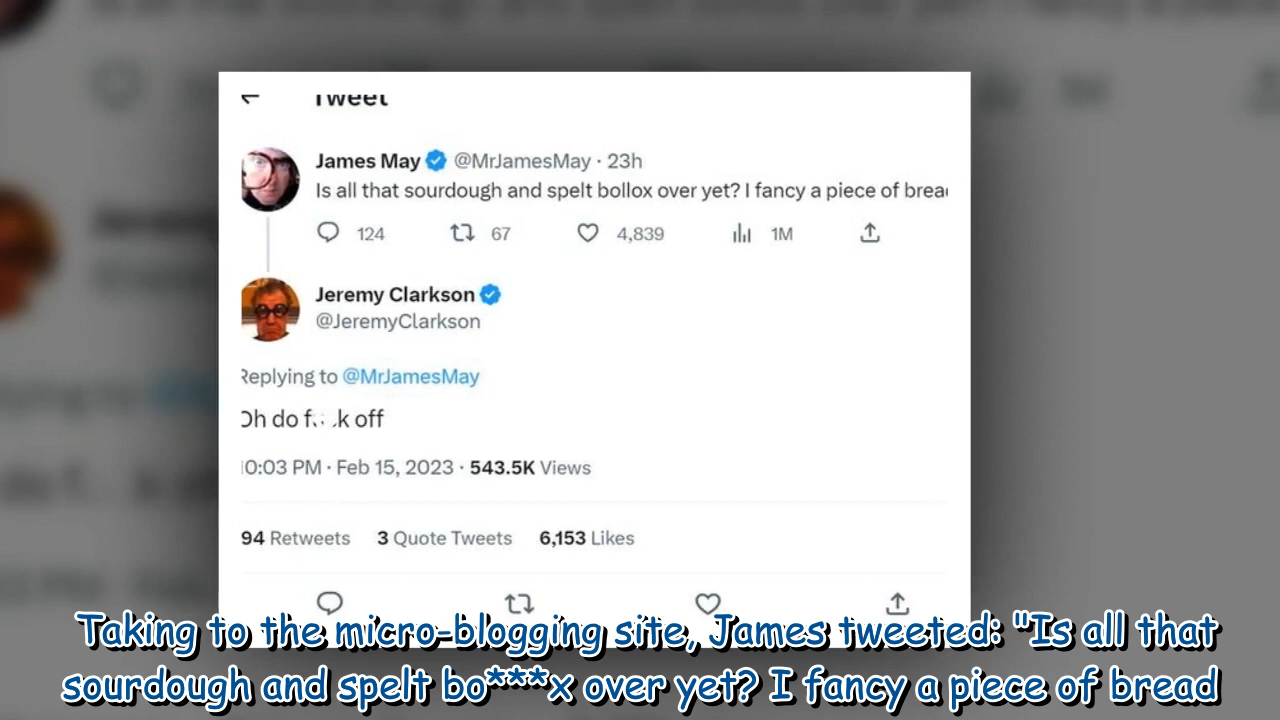 Tweet
James May @MrJamesMay · 23h
Is all that sourdough and spelt bollox over yet? I fancy a piece of bread
124 67 4,839 1M
Jeremy Clarkson
@JeremyClarkson
Replying to @MrJamesMay
Oh do f..k off
10:03 PM · Feb 15, 2023 · 543.5K Views
94 Retweets 3 Quote Tweets 6,153 Likes
Taking to the micro-blogging site, James tweeted: "Is all that
sourdough and spelt bo***x over yet? I fancy a piece of bread